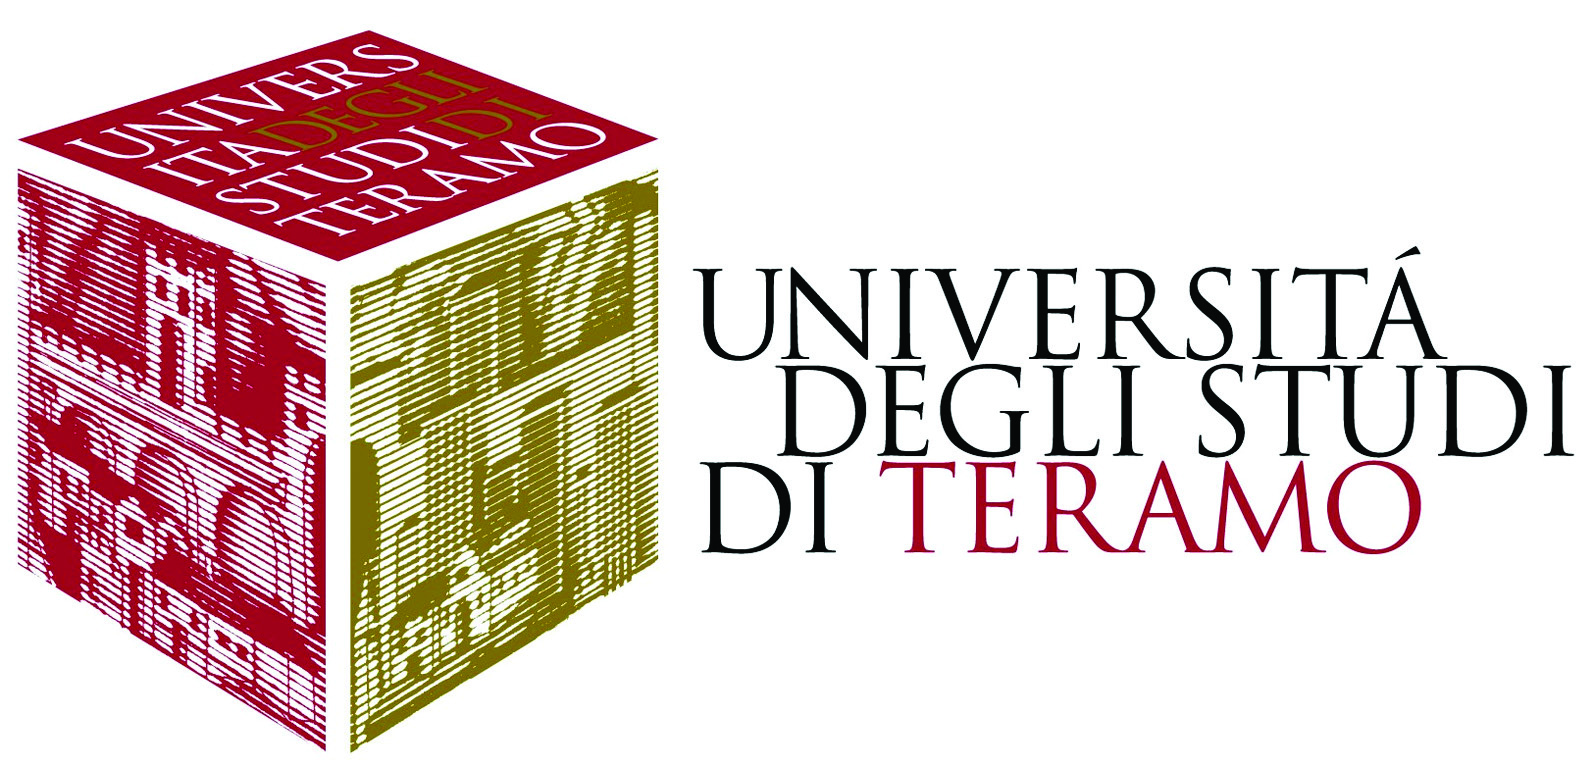 UNIVERS
ITADEGLI
STUDIDI
TERAMO
UNIVERSITÁ
DEGLI STUDI
DI TERAMO